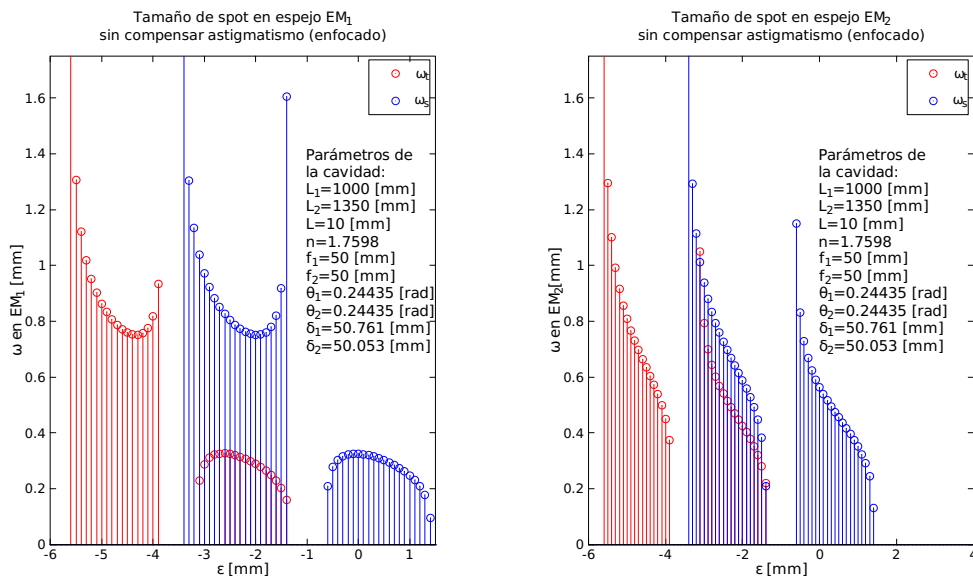 Tamaño de spot en espejo EM₁
sin compensar astigmatismo (enfocado)
ω en EM₁ [mm]
1.6
1.4
1.2
1
0.8
0.6
0.4
0.2
0
-6
-5
-4
-3
-2
-1
0
1
ε [mm]
ωₜ
ωₛ
Parámetros de
la cavidad:
L₁=1000 [mm]
L₂=1350 [mm]
L=10 [mm]
n=1.7598
f₁=50 [mm]
f₂=50 [mm]
θ₁=0.24435 [rad]
θ₂=0.24435 [rad]
δ₁=50.761 [mm]
δ₂=50.053 [mm]
Tamaño de spot en espejo EM₂
sin compensar astigmatismo (enfocado)
ω en EM₂[mm]
1.6
1.4
1.2
1
0.8
0.6
0.4
0.2
0
-6
-4
-2
0
2
4
ε [mm]
ωₜ
ωₛ
Parámetros de
la cavidad:
L₁=1000 [mm]
L₂=1350 [mm]
L=10 [mm]
n=1.7598
f₁=50 [mm]
f₂=50 [mm]
θ₁=0.24435 [rad]
θ₂=0.24435 [rad]
δ₁=50.761 [mm]
δ₂=50.053 [mm]